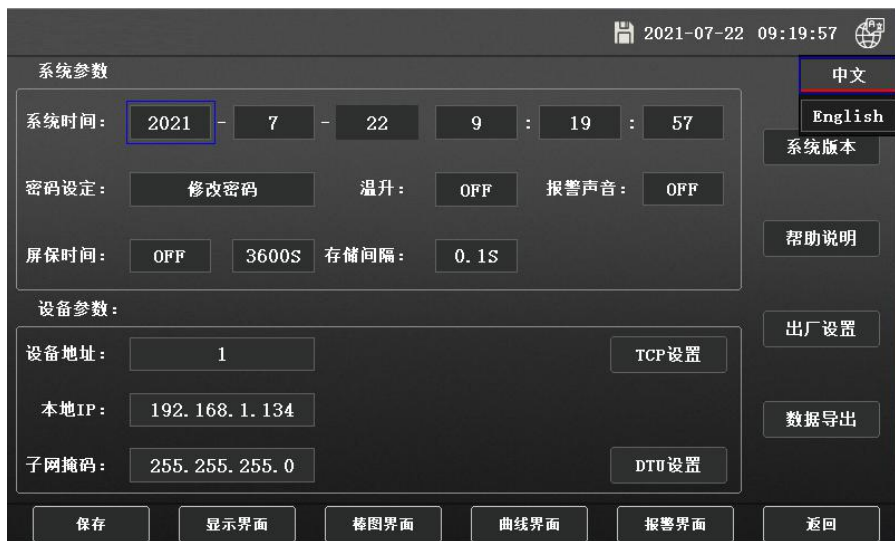 2021-07-22 09:19:57
系统参数
中文
English
系统时间： 2021 - 7 - 22 9 : 19 : 57
系统版本
密码设定： 修改密码 温升： OFF 报警声音： OFF
帮助说明
屏保时间： OFF 3600S 存储间隔： 0.1S
设备参数：
出厂设置
设备地址： 1 TCP设置
本地IP： 192.168.1.134
数据导出
子网掩码： 255.255.255.0 DTU设置
保存 显示界面 棒图界面 曲线界面 报警界面 返回